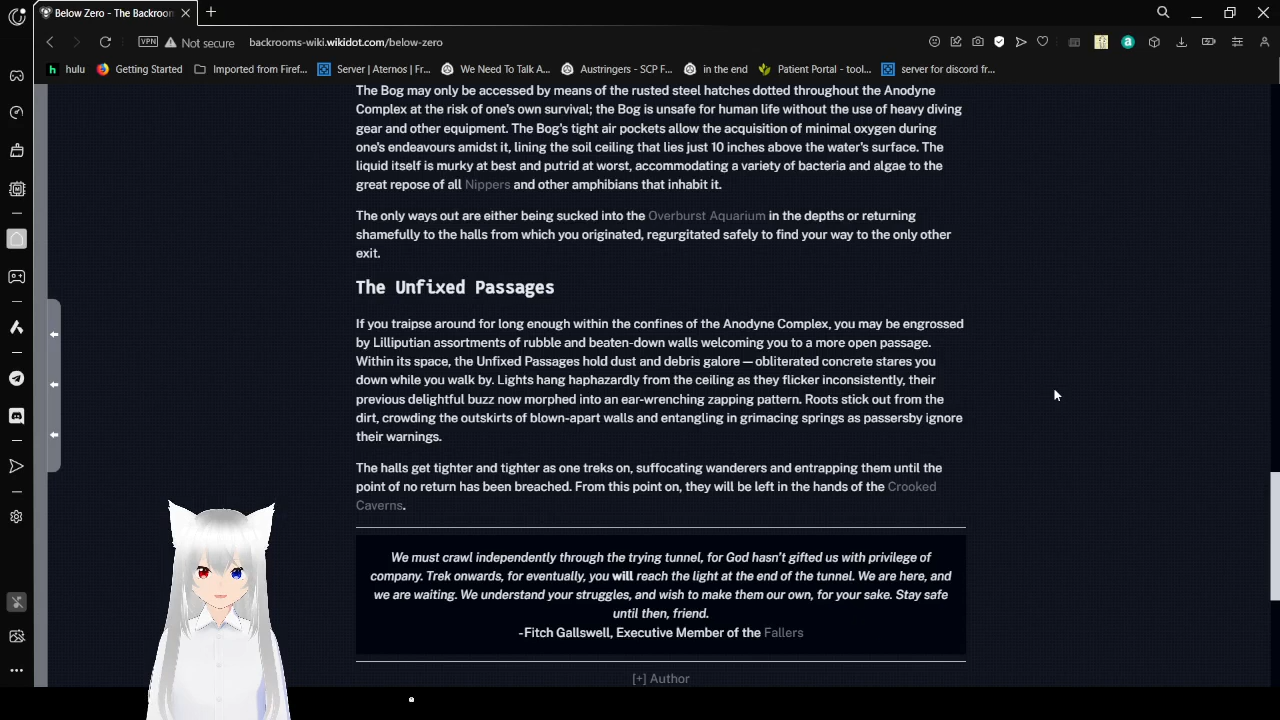 Below Zero - The Backroom
VPN
Not secure
backrooms-wiki.wikidot.com/below-zero
hulu
Getting Started
Imported from Firef...
Server | Aternos | Fr...
We Need To Talk A...
Austringers - SCP F...
in the end
Patient Portal - tool...
server for discord fr...
The Bog may only be accessed by means of the rusted steel hatches dotted throughout the Anodyne
Complex at the risk of one's own survival; the Bog is unsafe for human life without the use of heavy diving
gear and other equipment. The Bog's tight air pockets allow the acquisition of minimal oxygen during
one's endeavours amidst it, lining the soil ceiling that lies just 10 inches above the water's surface. The
liquid itself is murky at best and putrid at worst, accommodating a variety of bacteria and algae to the
great repose of all Nippers and other amphibians that inhabit it.
The only ways out are either being sucked into the Overburst Aquarium in the depths or returning
shamefully to the halls from which you originated, regurgitated safely to find your way to the only other
exit.
The Unfixed Passages
If you traipse around for long enough within the confines of the Anodyne Complex, you may be engrossed
by Lilliputian assortments of rubble and beaten-down walls welcoming you to a more open passage.
Within its space, the Unfixed Passages hold dust and debris galore — obliterated concrete stares you
down while you walk by. Lights hang haphazardly from the ceiling as they flicker inconsistently, their
previous delightful buzz now morphed into an ear-wrenching zapping pattern. Roots stick out from the
dirt, crowding the outskirts of blown-apart walls and entangling in grimacing springs as passersby ignore
their warnings.
The halls get tighter and tighter as one treks on, suffocating wanderers and entrapping them until the
point of no return has been breached. From this point on, they will be left in the hands of the Crooked
Caverns.
We must crawl independently through the trying tunnel, for God hasn't gifted us with privilege of
company. Trek onwards, for eventually, you will reach the light at the end of the tunnel. We are here, and
we are waiting. We understand your struggles, and wish to make them our own, for your sake. Stay safe
until then, friend.
-Fitch Gallswell, Executive Member of the Fallers
[+] Author